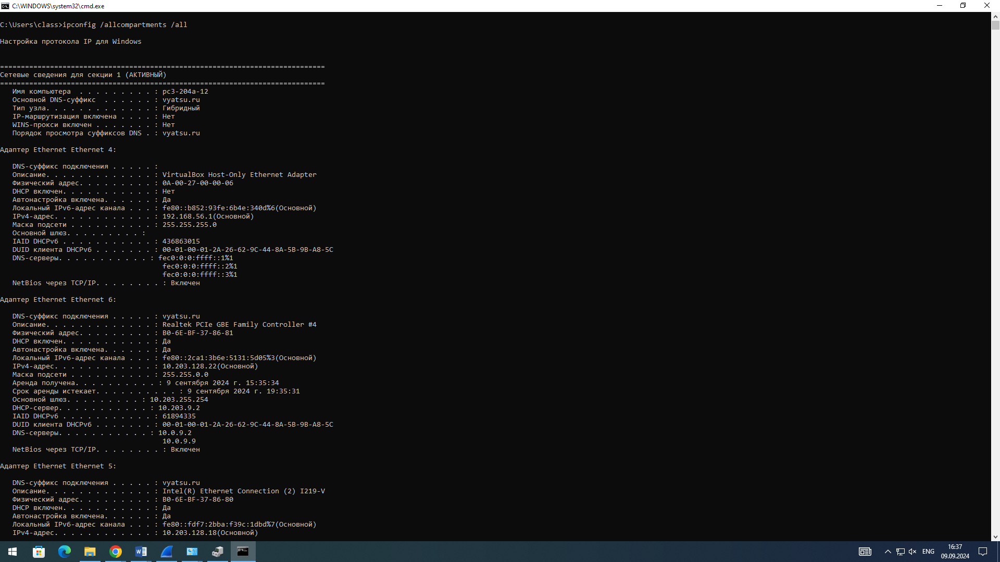 C:\WINDOWS\system32\cmd.exe
C:\Users\class>ipconfig /allcompartments /all
Настройка протокола IP для Windows
==============================================================================
Сетевые сведения для секции 1 (АКТИВНЫЙ)
==============================================================================
Имя компьютера  . . . . . . . . . : pc3-204a-12
Основной DNS-суффикс  . . . . . . : vyatsu.ru
Тип узла. . . . . . . . . . . . . : Гибридный
IP-маршрутизация включена . . . . : Нет
WINS-прокси включен . . . . . . . : Нет
Порядок просмотра суффиксов DNS . : vyatsu.ru
Адаптер Ethernet Ethernet 4:
DNS-суффикс подключения . . . . . :
Описание. . . . . . . . . . . . . : VirtualBox Host-Only Ethernet Adapter
Физический адрес. . . . . . . . . : 0A-00-27-00-00-06
DHCP включен. . . . . . . . . . . : Нет
Автонастройка включена. . . . . . : Да
Локальный IPv6-адрес канала . . . : fe80::b852:93fe:6b4e:340d%6(Основной)
IPv4-адрес. . . . . . . . . . . . : 192.168.56.1(Основной)
Маска подсети . . . . . . . . . . : 255.255.255.0
Основной шлюз. . . . . . . . . :
IAID DHCPv6 . . . . . . . . . . . : 436863015
DUID клиента DHCPv6 . . . . . . . : 00-01-00-01-2A-26-62-9C-44-8A-5B-9B-A8-5C
DNS-серверы. . . . . . . . . . . : fec0:0:0:ffff::1%1
fec0:0:0:ffff::2%1
fec0:0:0:ffff::3%1
NetBios через TCP/IP. . . . . . . . : Включен
Адаптер Ethernet Ethernet 6:
DNS-суффикс подключения . . . . . : vyatsu.ru
Описание. . . . . . . . . . . . . : Realtek PCIe GBE Family Controller #4
Физический адрес. . . . . . . . . : B0-6E-BF-37-86-81
DHCP включен. . . . . . . . . . . : Да
Автонастройка включена. . . . . . : Да
Локальный IPv6-адрес канала . . . : fe80::2ca1:3b6e:5131:5d05%3(Основной)
IPv4-адрес. . . . . . . . . . . . : 10.203.128.22(Основной)
Маска подсети . . . . . . . . . . : 255.255.0.0
Аренда получена. . . . . . . . . . : 9 сентября 2024 г. 15:35:34
Срок аренды истекает. . . . . . . . . . : 9 сентября 2024 г. 19:35:31
Основной шлюз. . . . . . . . . : 10.203.255.254
DHCP-сервер. . . . . . . . . . . : 10.203.9.2
IAID DHCPv6 . . . . . . . . . . . : 61894335
DUID клиента DHCPv6 . . . . . . . : 00-01-00-01-2A-26-62-9C-44-8A-5B-9B-A8-5C
DNS-серверы. . . . . . . . . . . : 10.0.9.2
10.0.9.9
NetBios через TCP/IP. . . . . . . . : Включен
Адаптер Ethernet Ethernet 5:
DNS-суффикс подключения . . . . . : vyatsu.ru
Описание. . . . . . . . . . . . . : Intel(R) Ethernet Connection (2) I219-V
Физический адрес. . . . . . . . . : B0-6E-BF-37-86-80
DHCP включен. . . . . . . . . . . : Да
Автонастройка включена. . . . . . : Да
Локальный IPv6-адрес канала . . . : fe80::fdf7:2bba:f39c:1dbd%7(Основной)
IPv4-адрес. . . . . . . . . . . . : 10.203.128.18(Основной)
ENG
16:37
09.09.2024